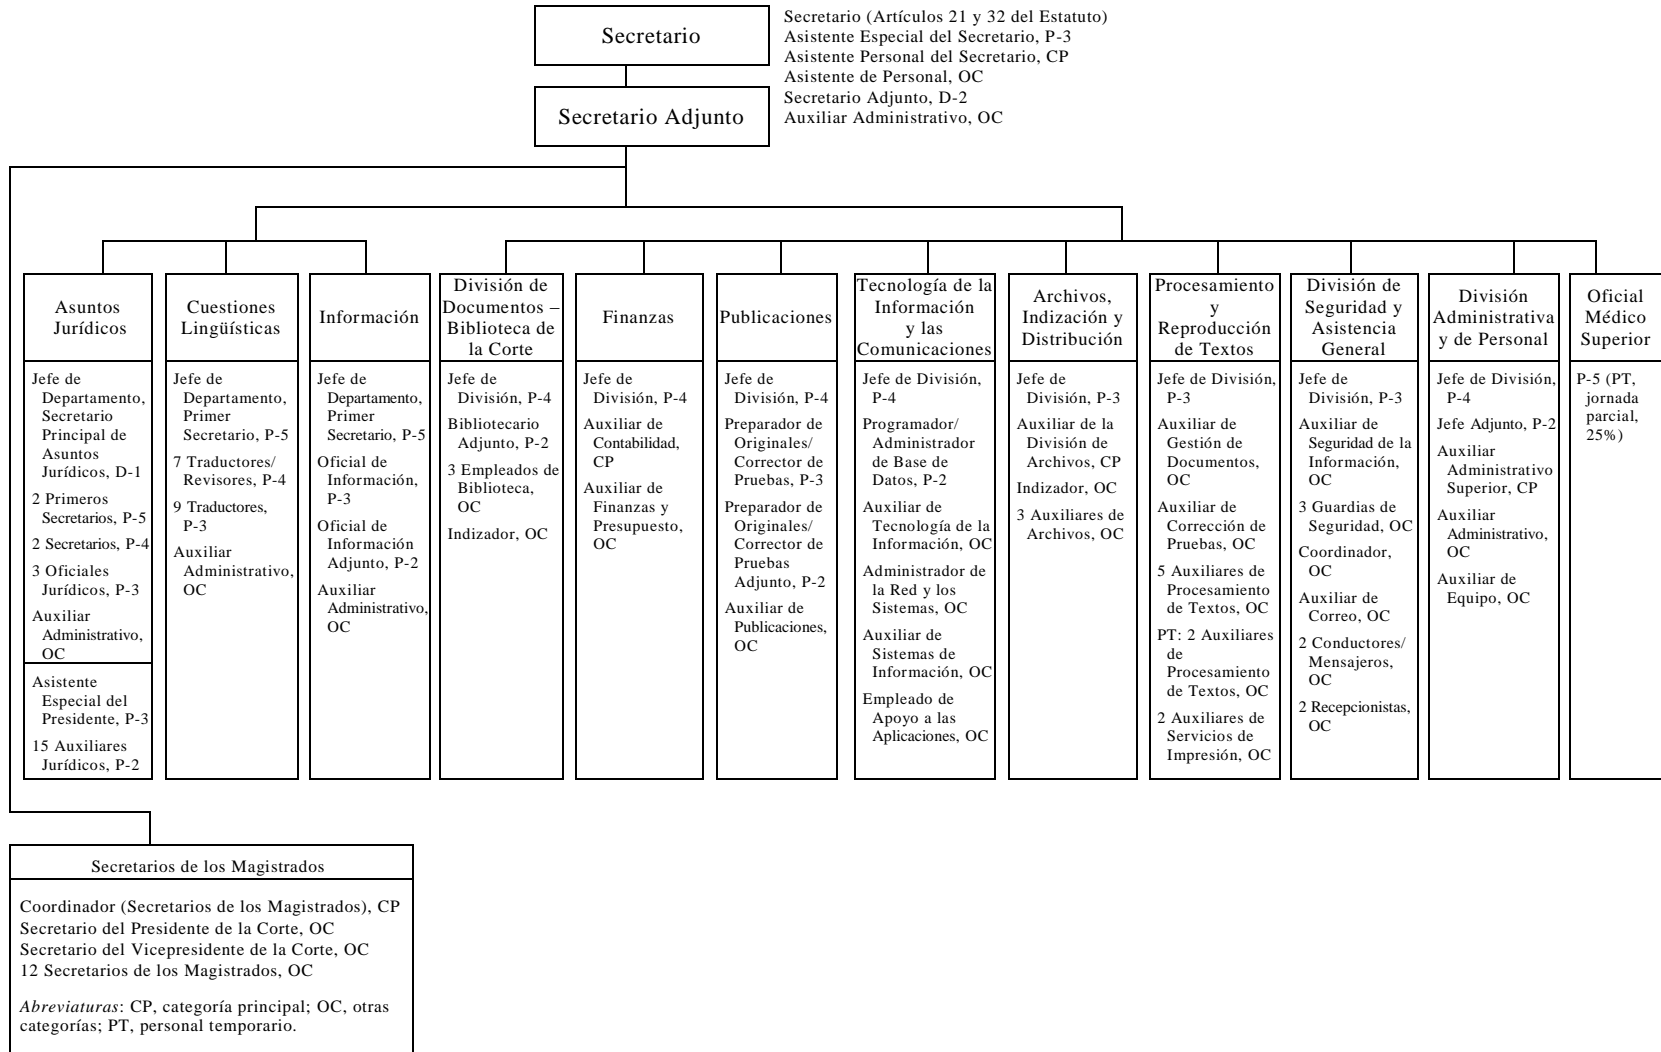 Secretario
Secretario (Artículos 21 y 32 del Estatuto)
Asistente Especial del Secretario, P-3
Asistente Personal del Secretario, CP
Asistente de Personal, OC
Secretario Adjunto
Secretario Adjunto, D-2
Auxiliar Administrativo, OC
Asuntos
Jurídicos
Jefe de
Departamento,
Secretario
Principal de
Asuntos
Jurídicos, D-1
2 Primeros
Secretarios, P-5
2 Secretarios, P-4
3 Oficiales
Jurídicos, P-3
Auxiliar
Administrativo,
OC
Asistente
Especial del
Presidente, P-3
15 Auxiliares
Jurídicos, P-2
Cuestiones
Lingüísticas
Jefe de
Departamento,
Primer
Secretario, P-5
7 Traductores/
Revisores, P-4
9 Traductores,
P-3
Auxiliar
Administrativo,
OC
Información
Jefe de
Departamento,
Primer
Secretario, P-5
Oficial de
Información,
P-3
Oficial de
Información
Adjunto, P-2
Auxiliar
Administrativo,
OC
División de
Documentos –
Biblioteca de
la Corte
Jefe de
División, P-4
Bibliotecario
Adjunto, P-2
3 Empleados de
Biblioteca,
OC
Indizador, OC
Finanzas
Jefe de
División, P-4
Auxiliar de
Contabilidad,
CP
Auxiliar de
Finanzas y
Presupuesto,
OC
Publicaciones
Jefe de
División, P-4
Preparador de
Originales/
Corrector de
Pruebas, P-3
Preparador de
Originales/
Corrector de
Pruebas
Adjunto, P-2
Auxiliar de
Publicaciones,
OC
Tecnología de la
Información
y las
Comunicaciones
Jefe de División,
P-4
Programador/
Administrador
de Base de
Datos, P-2
Auxiliar de
Tecnología de la
Información, OC
Administrador de
la Red y los
Sistemas, OC
Auxiliar de
Sistemas de
Información, OC
Empleado de
Apoyo a las
Aplicaciones, OC
Archivos,
Indización y
Distribución
Jefe de
División, P-3
Auxiliar de la
División de
Archivos, CP
Indizador, OC
3 Auxiliares de
Archivos, OC
Procesamiento
y
Reproducción
de Textos
Jefe de División,
P-3
Auxiliar de
Gestión de
Documentos,
OC
Auxiliar de
Corrección de
Pruebas, OC
5 Auxiliares de
Procesamiento
de Textos, OC
PT: 2 Auxiliares
de
Procesamiento
de Textos, OC
2 Auxiliares de
Servicios de
Impresión, OC
División de
Seguridad y
Asistencia
General
Jefe de
División, P-3
Auxiliar de
Seguridad de la
Información,
OC
3 Guardias de
Seguridad, OC
Coordinador,
OC
Auxiliar de
Correo, OC
2 Conductores/
Mensajeros,
OC
2 Recepcionistas,
OC
División
Administrativa
y de Personal
Jefe de División,
P-4
Jefe Adjunto, P-2
Auxiliar
Administrativo
Superior, CP
Auxiliar
Administrativo,
OC
Auxiliar de
Equipo, OC
Oficial
Médico
Superior
P-5 (PT,
jornada
parcial,
25%)
Secretarios de los Magistrados
Coordinador (Secretarios de los Magistrados), CP
Secretario del Presidente de la Corte, OC
Secretario del Vicepresidente de la Corte, OC
12 Secretarios de los Magistrados, OC
Abreviaturas: CP, categoría principal; OC, otras
categorías; PT, personal temporario.